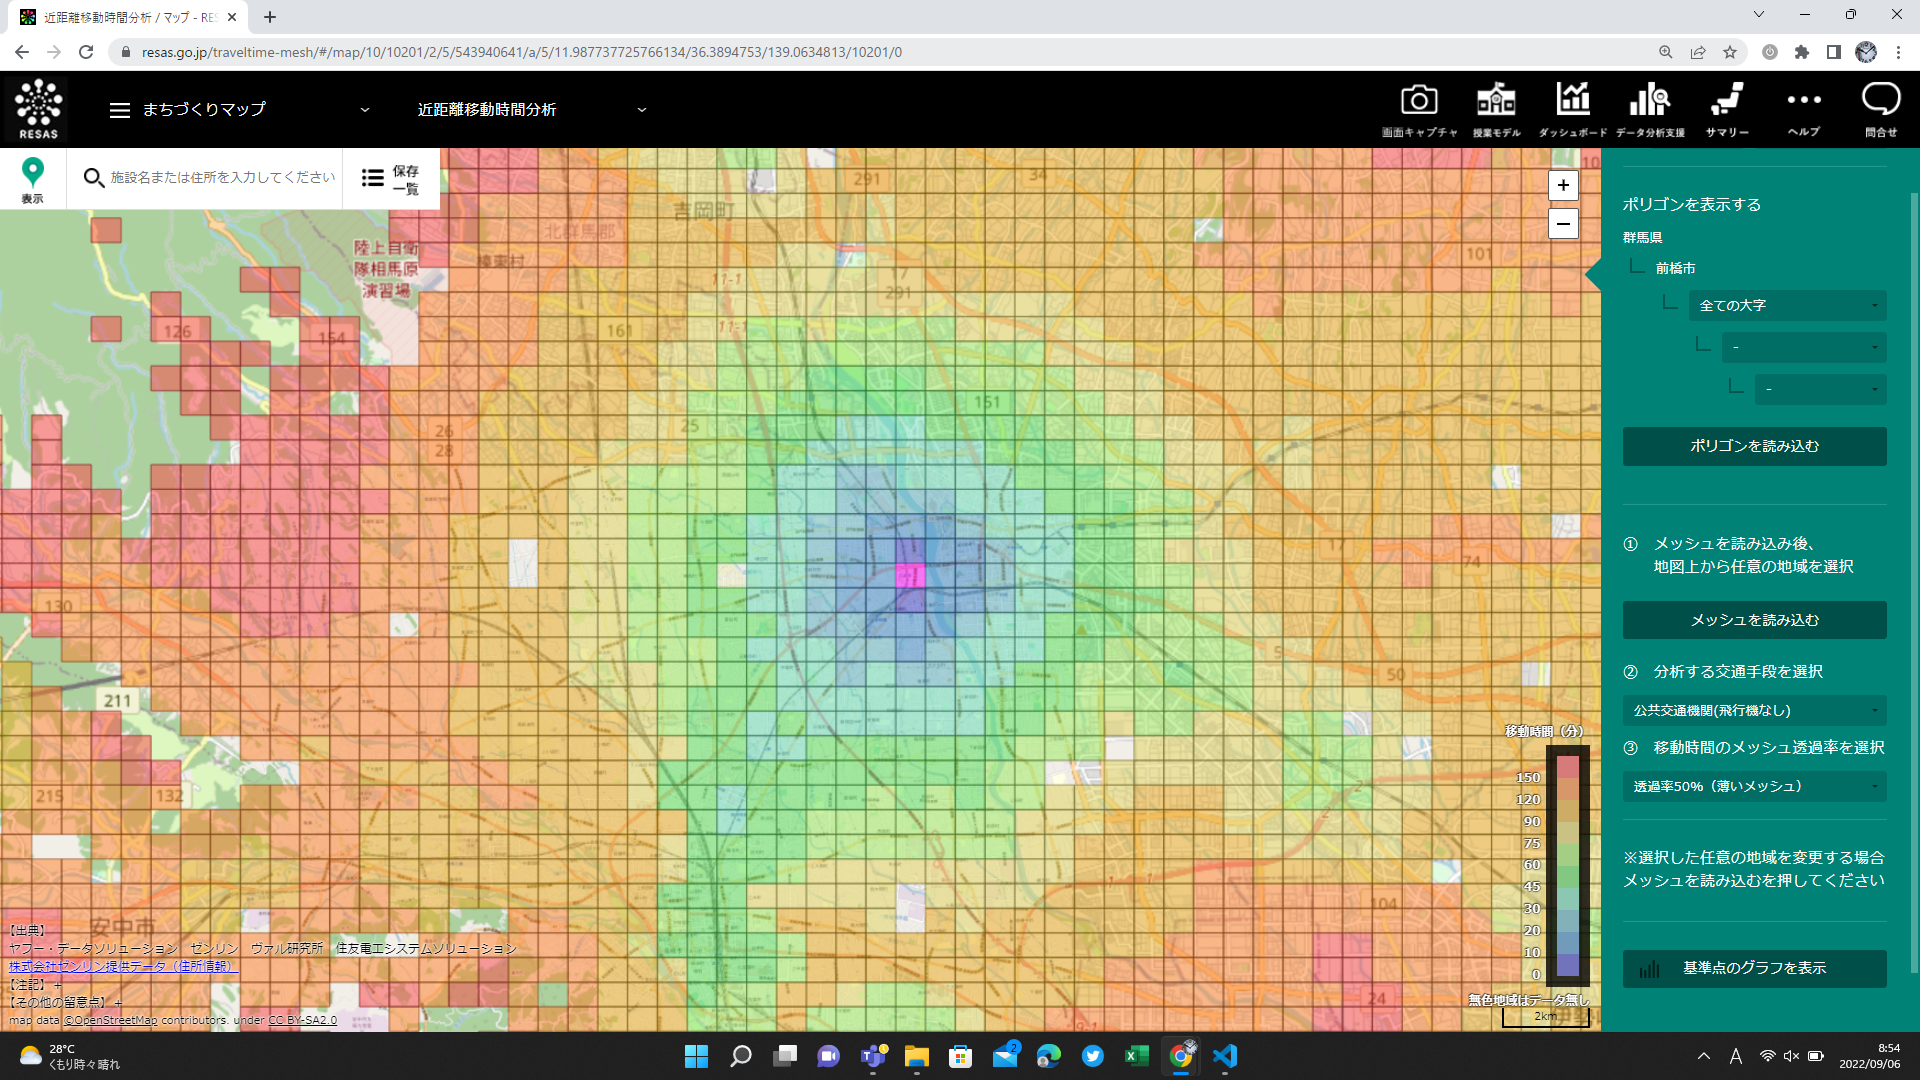 近距離移動時間分析 / マップ - RES
resas.go.jp/traveltime-mesh/#/map/10/10201/2/5/543940641/a/5/11.987737725766134/36.3894753/139.0634813/10201/0
RESAS
まちづくりマップ
近距離移動時間分析
画面キャプチャ
授業モデル
ダッシュボード
データ分析支援
サマリー
ヘルプ
問合せ
表示
施設名または住所を入力してください
保存
一覧
+
−
291
34
10
吉岡町
北群馬郡
榛東村
陸上自衛
隊相馬原
演習場
101
11-1
17
291
11-1
126
154
161
151
25
26
28
17
74
130
5
50
211
215
132
2
2
104
24
安中市
ポリゴンを表示する
群馬県
前橋市
全ての大字
-
-
ポリゴンを読み込む
① メッシュを読み込み後、
地図上から任意の地域を選択
メッシュを読み込む
② 分析する交通手段を選択
公共交通機関(飛行機なし)
③ 移動時間のメッシュ透過率を選択
透過率50%（薄いメッシュ）
※選択した任意の地域を変更する場合
メッシュを読み込むを押してください
基準点のグラフを表示
移動時間（分）
150
120
90
75
60
45
30
20
10
0
無色地域はデータ無し
2km
【出典】
ヤフー・データソリューション ゼンリン ヴァル研究所 住友電工システムソリューション
株式会社ゼンリン提供データ（住所情報）
【注記】 +
【その他の留意点】 +
map data ©OpenStreetMap contributors. under CC BY-SA2.0
28°C
くもり時々晴れ
2
A
8:54
2022/09/06